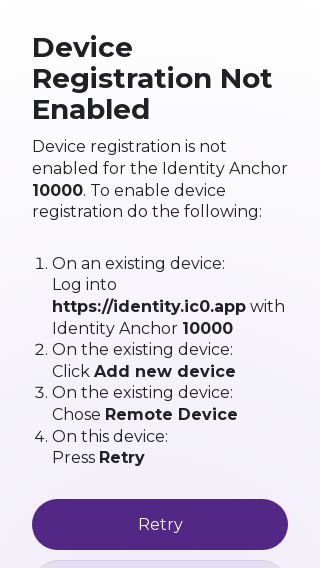 Device
Registration Not
Enabled
Device registration is not
enabled for the Identity Anchor
10000. To enable device
registration do the following:
1. On an existing device:
Log into
https://identity.ic0.app with
Identity Anchor 10000
2. On the existing device:
Click Add new device
3. On the existing device:
Chose Remote Device
4. On this device:
Press Retry
Retry